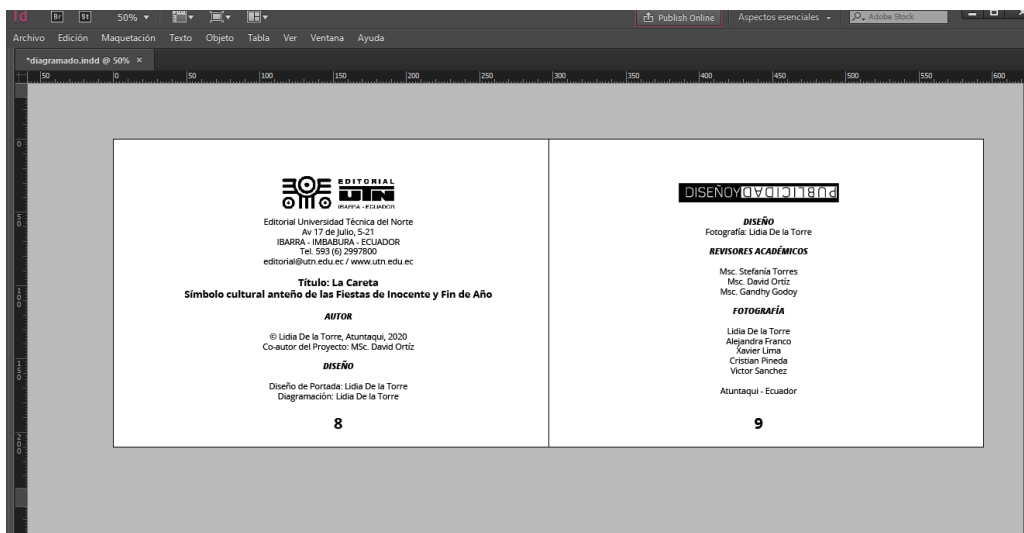 Id Br St 50% Publish Online Aspectos esenciales Adobe Stock
Archivo Edición Maquetación Texto Objeto Tabla Ver Ventana Ayuda
*diagramado.indd @ 50% ×
50 0 50 100 150 200 250 300 350 400 450 500 550 600
0
50
100
150
200
EDITORIAL
UTN
IBARRA - ECUADOR
Editorial Universidad Técnica del Norte
Av 17 de Julio, 5-21
IBARRA - IMBABURA - ECUADOR
Tel. 593 (6) 2997800
editorial@utn.edu.ec / www.utn.edu.ec
Título: La Careta
Símbolo cultural anteño de las Fiestas de Inocente y Fin de Año
AUTOR
© Lidia De la Torre, Atuntaqui, 2020
Co-autor del Proyecto: MSc. David Ortíz
DISEÑO
Diseño de Portada: Lidia De la Torre
Diagramación: Lidia De la Torre
8
DISEÑOYPUBLICIDAD
DISEÑO
Fotografía: Lidia De la Torre
REVISORES ACADÉMICOS
Msc. Stefanía Torres
Msc. David Ortíz
Msc. Gandhy Godoy
FOTOGRAFÍA
Lidia De la Torre
Alejandra Franco
Xavier Lima
Cristian Pineda
Victor Sanchez
Atuntaqui - Ecuador
9